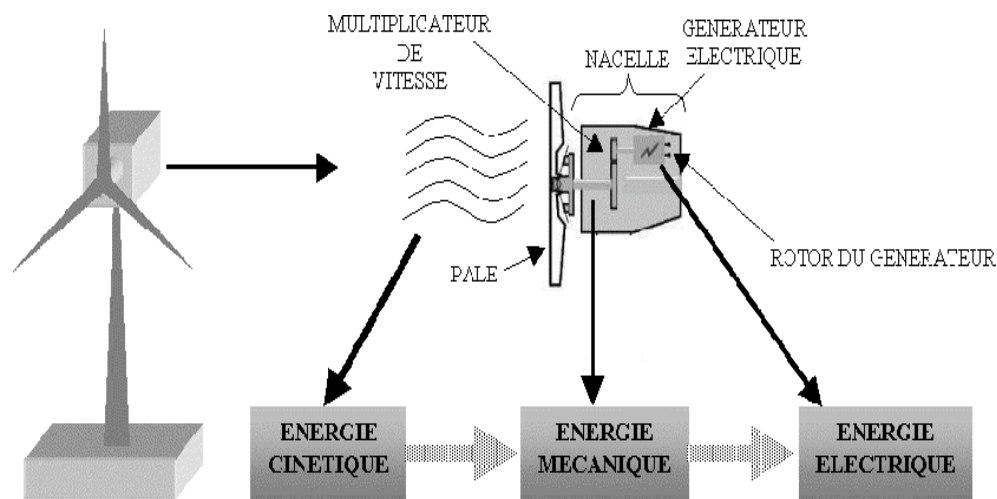 MULTIPLICATEUR
DE
VITESSE
NACELLE
GENERATEUR
ELECTRIQUE
PALE
ROTOR DU GENERATEUR
ENERGIE
CINETIQUE
ENERGIE
MECANIQUE
ENERGIE
ELECTRIQUE